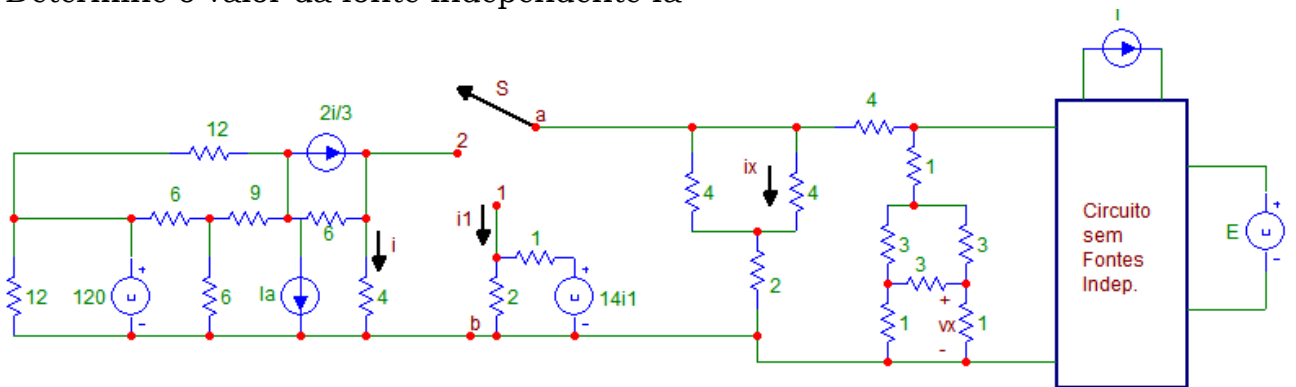 Determine o valor da fonte independente Ia
I
S
a
2i/3
4
12
2
ix
1
6
9
1
4
4
i1
6
1
3
3
i
3
2
12
120
u
6
Ia
4
2
u
14i1
1
+
vx
-
1
b
Circuito
sem
Fontes
Indep.
E
u
+
-
+
-
+
-